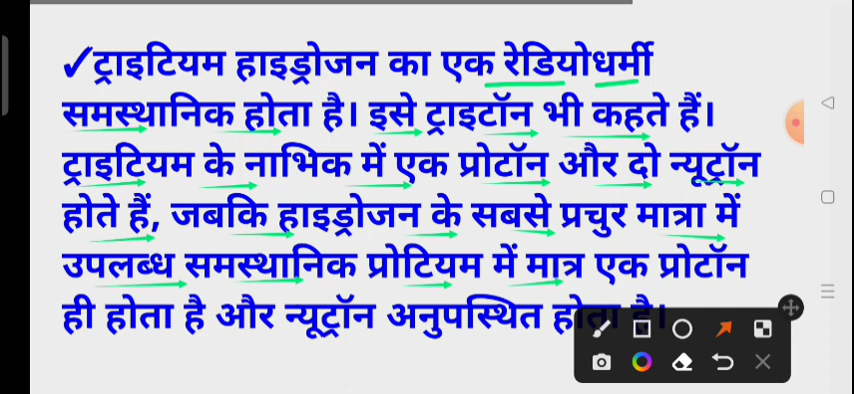 ✓ट्राइटियम हाइड्रोजन का एक रेडियोधर्मी
समस्थानिक होता है। इसे ट्राइटॉन भी कहते हैं।
ट्राइटियम के नाभिक में एक प्रोटॉन और दो न्यूट्रॉन
होते हैं, जबकि हाइड्रोजन के सबसे प्रचुर मात्रा में
उपलब्ध समस्थानिक प्रोटियम में मात्र एक प्रोटॉन
ही होता है और न्यूट्रॉन अनुपस्थित होता है।